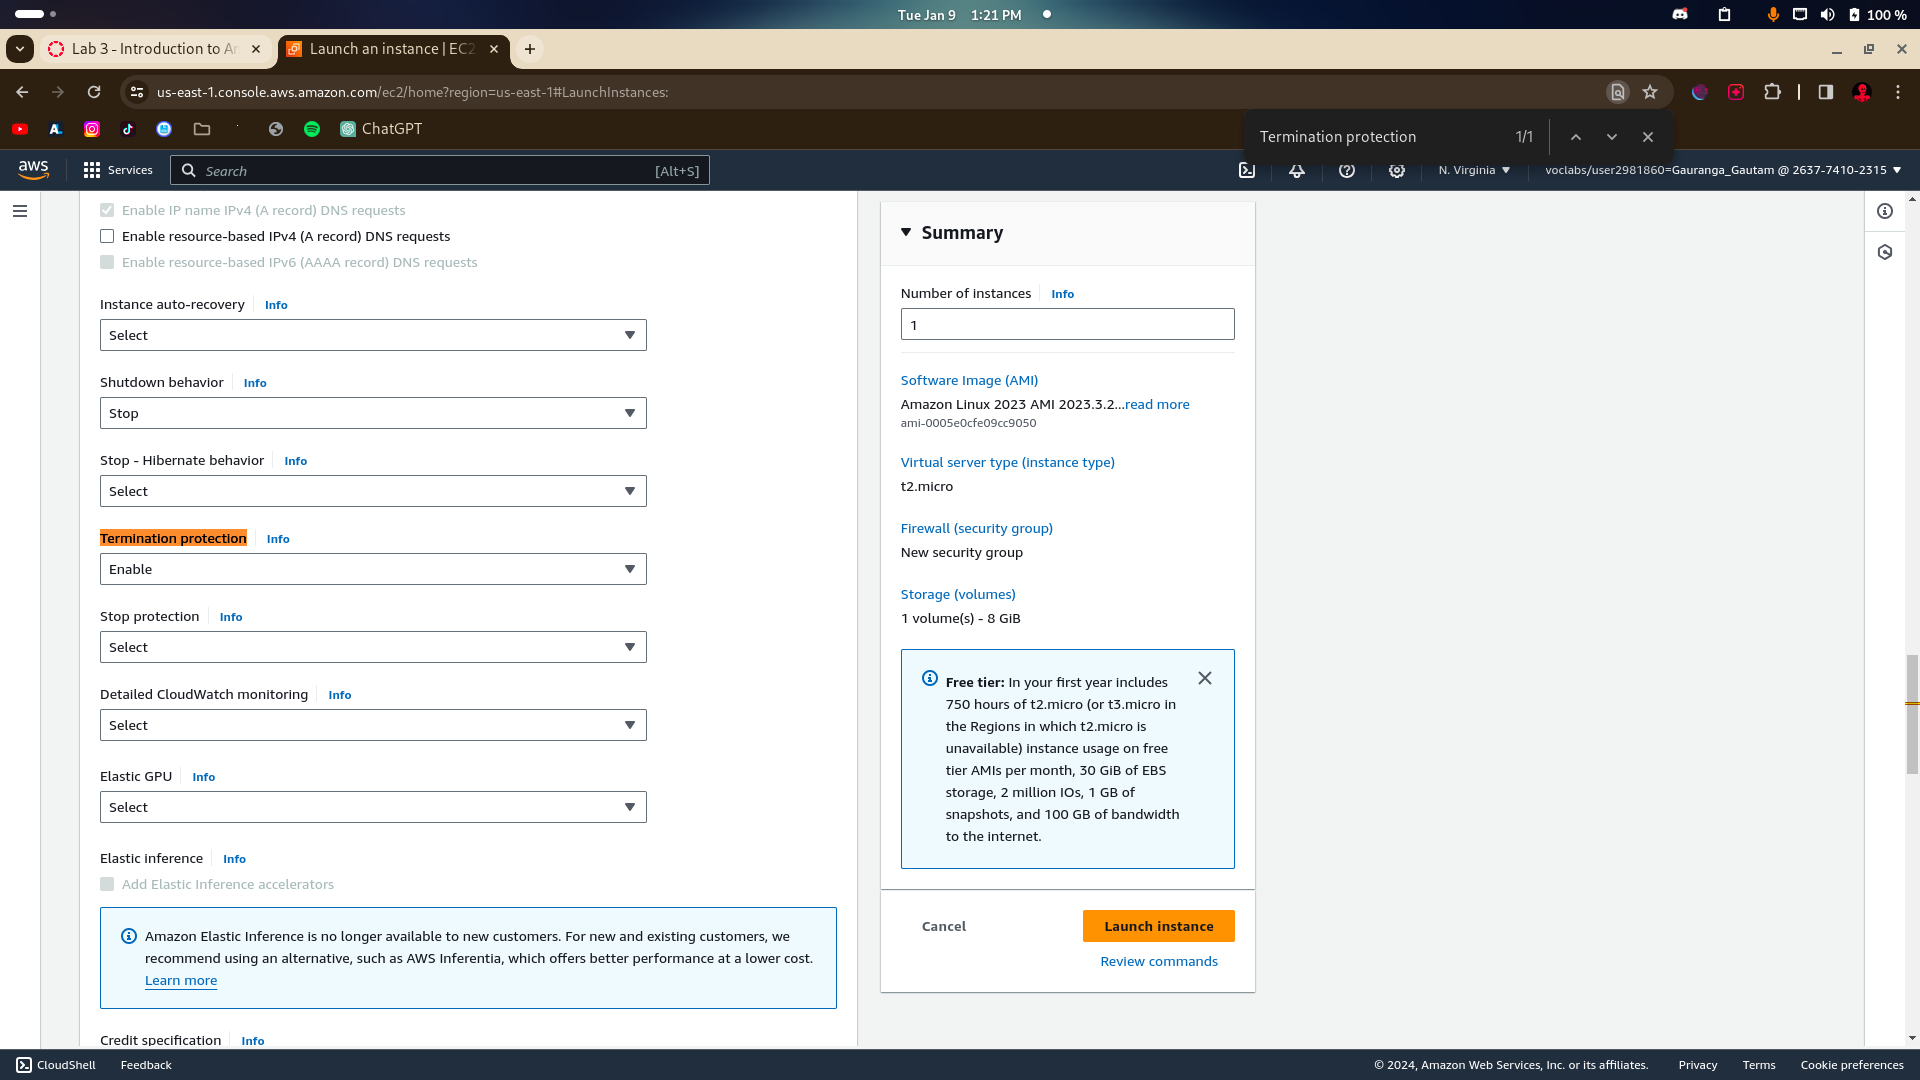 Tue Jan 9 1:21 PM
100 %
Lab 3 - Introduction to Am
Launch an instance | EC2
us-east-1.console.aws.amazon.com/ec2/home?region=us-east-1#LaunchInstances:
ChatGPT
Termination protection 1/1
aws
Services
Search [Alt+S]
N. Virginia
voclabs/user2981860=Gauranga_Gautam @ 2637-7410-2315
Enable IP name IPv4 (A record) DNS requests
Enable resource-based IPv4 (A record) DNS requests
Enable resource-based IPv6 (AAAA record) DNS requests
Instance auto-recovery Info
Select
Shutdown behavior Info
Stop
Stop - Hibernate behavior Info
Select
Termination protection Info
Enable
Stop protection Info
Select
Detailed CloudWatch monitoring Info
Select
Elastic GPU Info
Select
Elastic inference Info
Add Elastic Inference accelerators
Amazon Elastic Inference is no longer available to new customers. For new and existing customers, we
recommend using an alternative, such as AWS Inferentia, which offers better performance at a lower cost.
Learn more
Credit specification Info
Summary
Number of instances Info
1
Software Image (AMI)
Amazon Linux 2023 AMI 2023.3.2...read more
ami-0005e0cfe09cc9050
Virtual server type (instance type)
t2.micro
Firewall (security group)
New security group
Storage (volumes)
1 volume(s) - 8 GiB
Free tier: In your first year includes
750 hours of t2.micro (or t3.micro in
the Regions in which t2.micro is
unavailable) instance usage on free
tier AMIs per month, 30 GiB of EBS
storage, 2 million IOs, 1 GB of
snapshots, and 100 GB of bandwidth
to the internet.
Cancel
Launch instance
Review commands
CloudShell
Feedback
© 2024, Amazon Web Services, Inc. or its affiliates.
Privacy
Terms
Cookie preferences